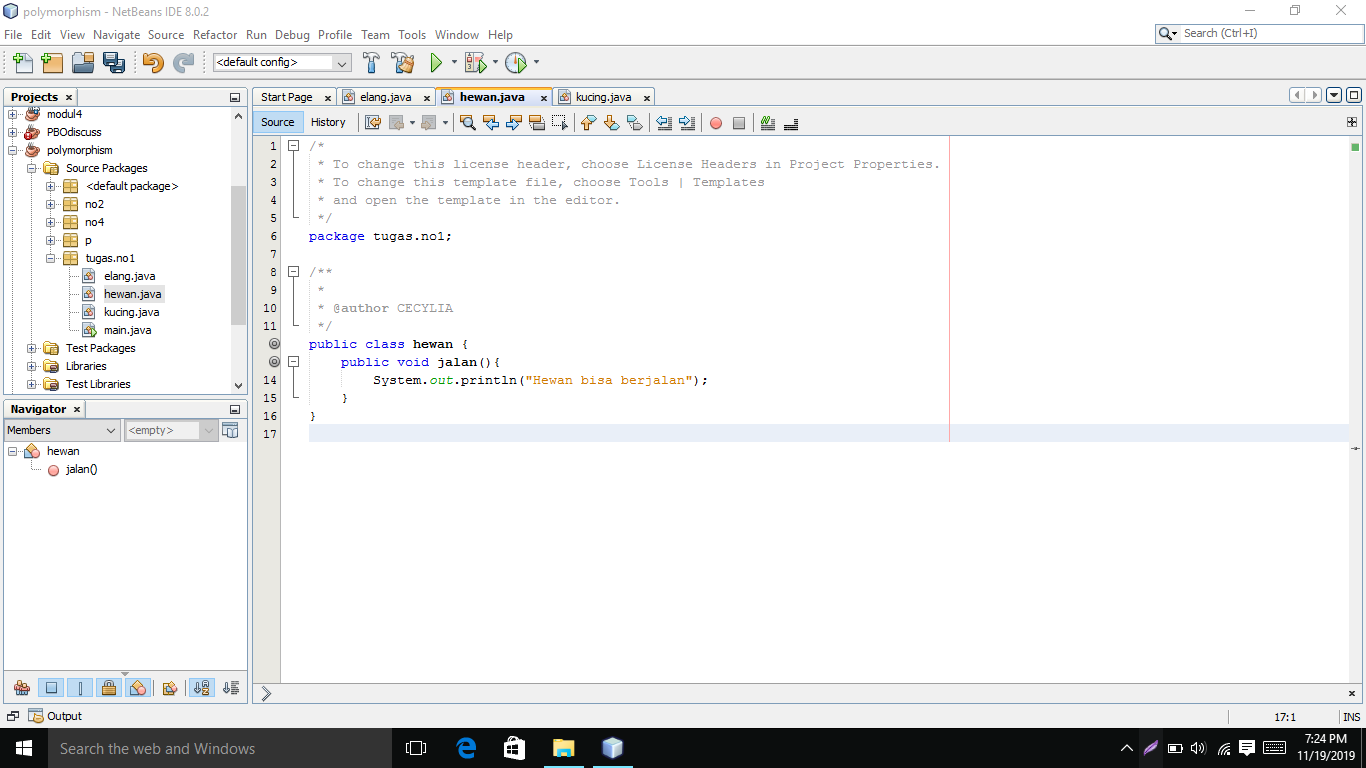 polymorphism - NetBeans IDE 8.0.2
File Edit View Navigate Source Refactor Run Debug Profile Team Tools Window Help
Search (Ctrl+I)
<default config>
Projects
modul4
PBOdiscuss
polymorphism
Source Packages
<default package>
no2
no4
p
tugas.no1
elang.java
hewan.java
kucing.java
main.java
Test Packages
Libraries
Test Libraries
Navigator
Members
<empty>
hewan
jalan()
Start Page elang.java hewan.java kucing.java
Source History
1 /*
2 * To change this license header, choose License Headers in Project Properties.
3 * To change this template file, choose Tools | Templates
4 * and open the template in the editor.
5 */
6 package tugas.no1;
7
8 /**
9 *
10 * @author CECYLIA
11 */
public class hewan {
public void jalan(){
14 System.out.println("Hewan bisa berjalan");
15 }
16 }
17
Output
17:1 INS
Search the web and Windows
7:24 PM
11/19/2019